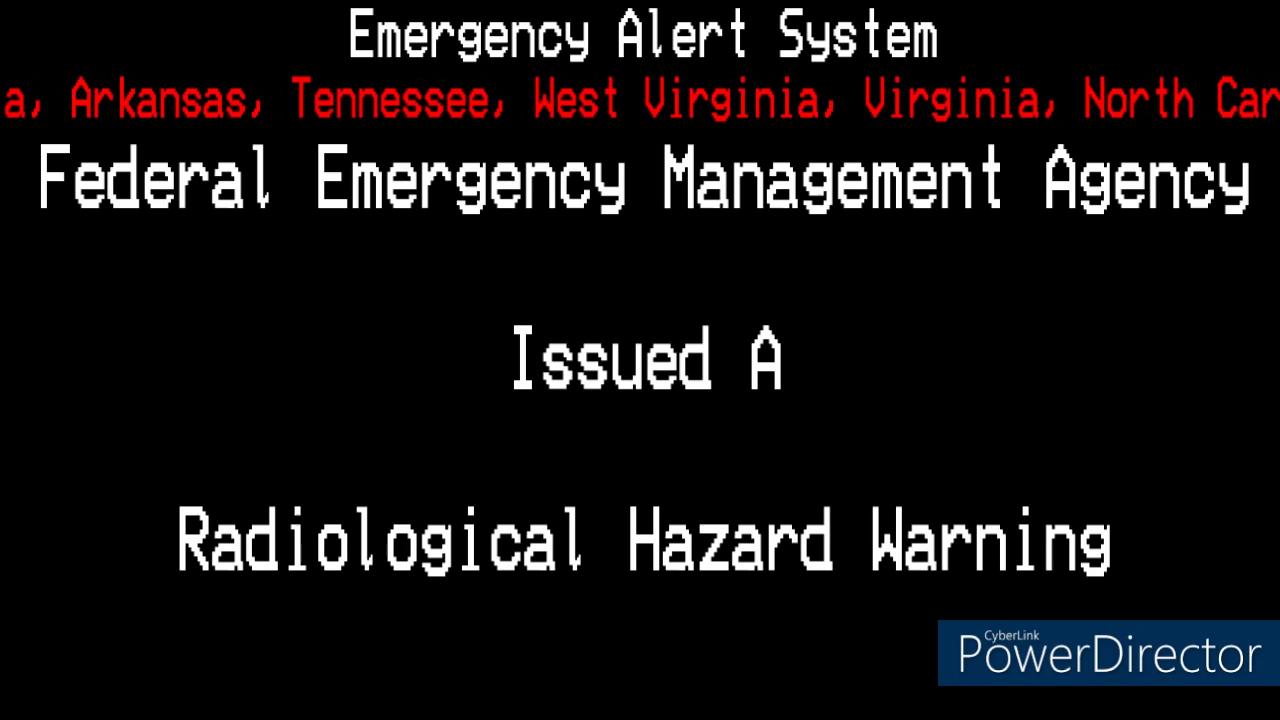 Emergency Alert System
a, Arkansas, Tennessee, West Virginia, Virginia, North Car
Federal Emergency Management Agency
Issued A
Radiological Hazard Warning
CyberLink
PowerDirector